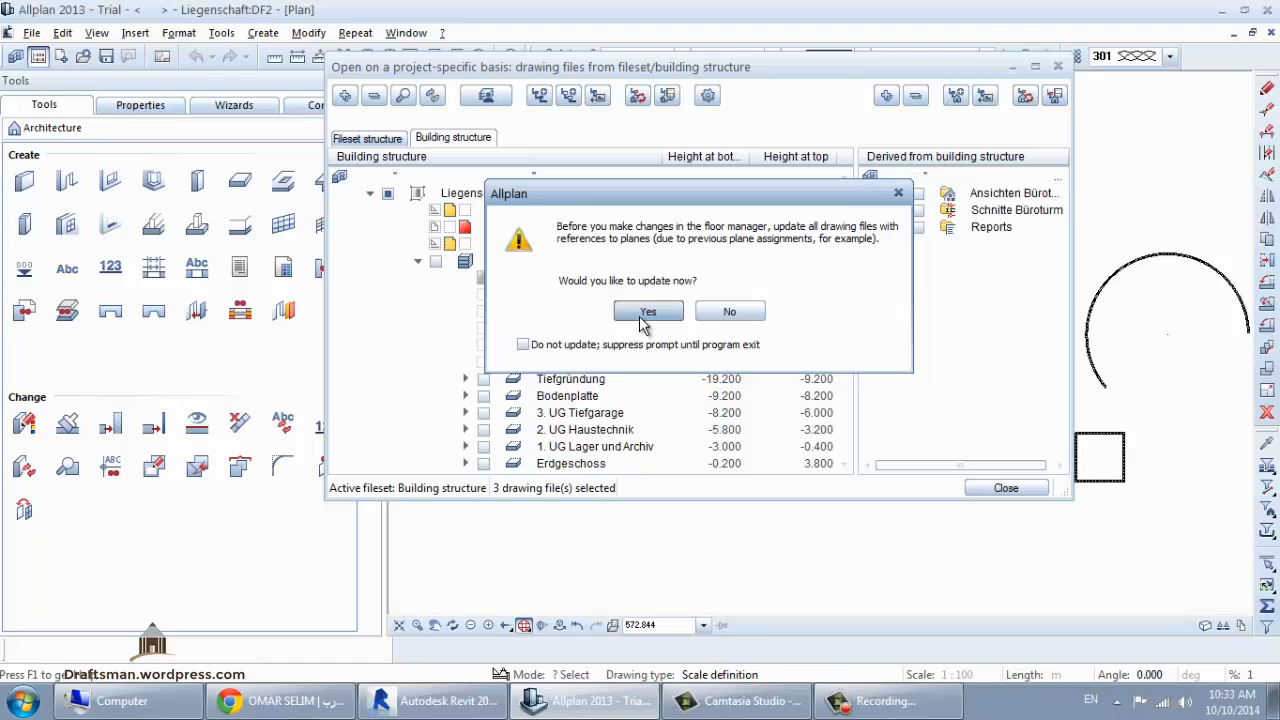 Allplan 2013 - Trial - < > - Liegenschaft:DF2 - [Plan]
File Edit View Insert Format Tools Create Modify Repeat Window ?
301
Tools
Tools Properties Wizards
Architecture
Create
Abc 123 Abc
Change
Abc
ABC
Open on a project-specific basis: drawing files from fileset/building structure
Fileset structure Building structure
Building structure Height at bot... Height at top Derived from building structure
" " ...
Liegens
Ansichten Bürot...
Schnitte Büroturm
Reports
Allplan
Before you make changes in the floor manager, update all drawing files with
references to planes (due to previous plane assignments, for example).
Would you like to update now?
Yes No
Do not update; suppress prompt until program exit
Tiefgründung -19.200 -9.200
Bodenplatte -9.200 -8.200
3. UG Tiefgarage -8.200 -6.000
2. UG Haustechnik -5.800 -3.200
1. UG Lager und Archiv -3.000 -0.400
Erdgeschoss -0.200 3.800
Active fileset: Building structure 3 drawing file(s) selected Close
572.844
Press F1 to ge
Draftsman.wordpress.com
Mode: ? Select Drawing type: Scale definition Scale: 1:100 Length: m Angle: 0.000 deg %: 1
Computer OMAR SELIM Autodesk Revit 20... Allplan 2013 - Tria... Camtasia Studio - ... Recording...
EN 10:33 AM
10/10/2014